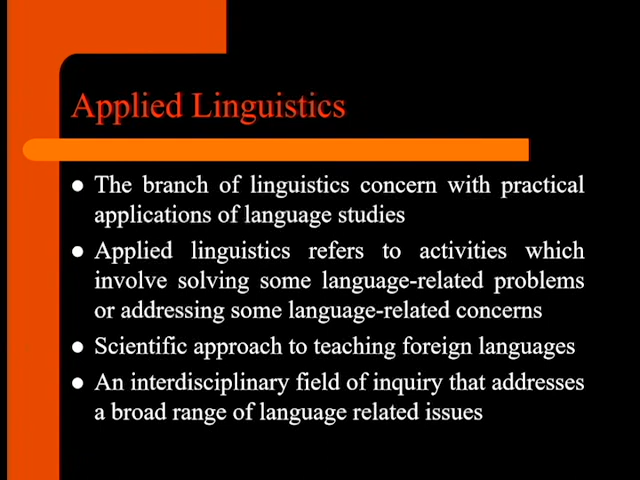 Applied Linguistics
● The branch of linguistics concern with practical
applications of language studies
● Applied linguistics refers to activities which
involve solving some language-related problems
or addressing some language-related concerns
● Scientific approach to teaching foreign languages
● An interdisciplinary field of inquiry that addresses
a broad range of language related issues